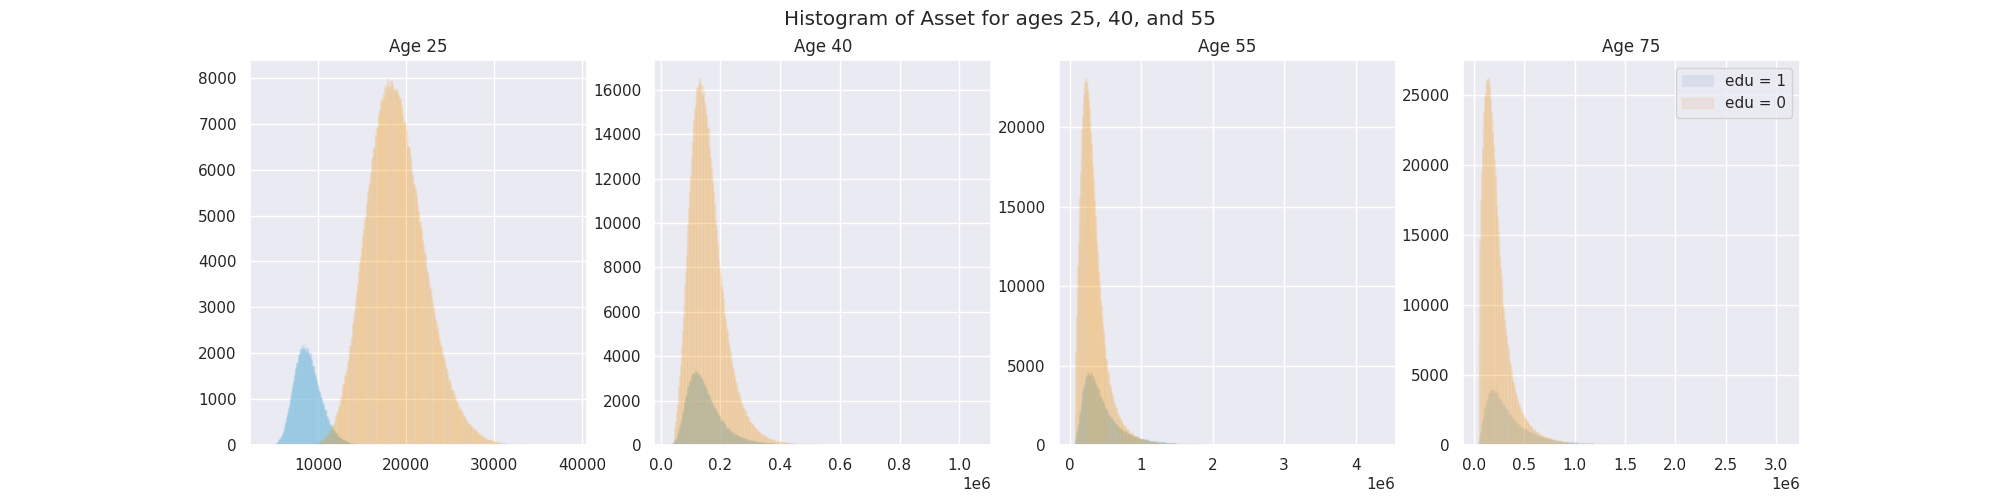 Histogram of Asset for ages 25, 40, and 55
Age 25
8000
7000
6000
5000
4000
3000
2000
1000
0
10000 20000 30000 40000
Age 40
16000
14000
12000
10000
8000
6000
4000
2000
0
0.0 0.2 0.4 0.6 0.8 1.0
1e6
Age 55
20000
15000
10000
5000
0
0 1 2 3 4
1e6
Age 75
edu = 1
edu = 0
25000
20000
15000
10000
5000
0
0.0 0.5 1.0 1.5 2.0 2.5 3.0
1e6